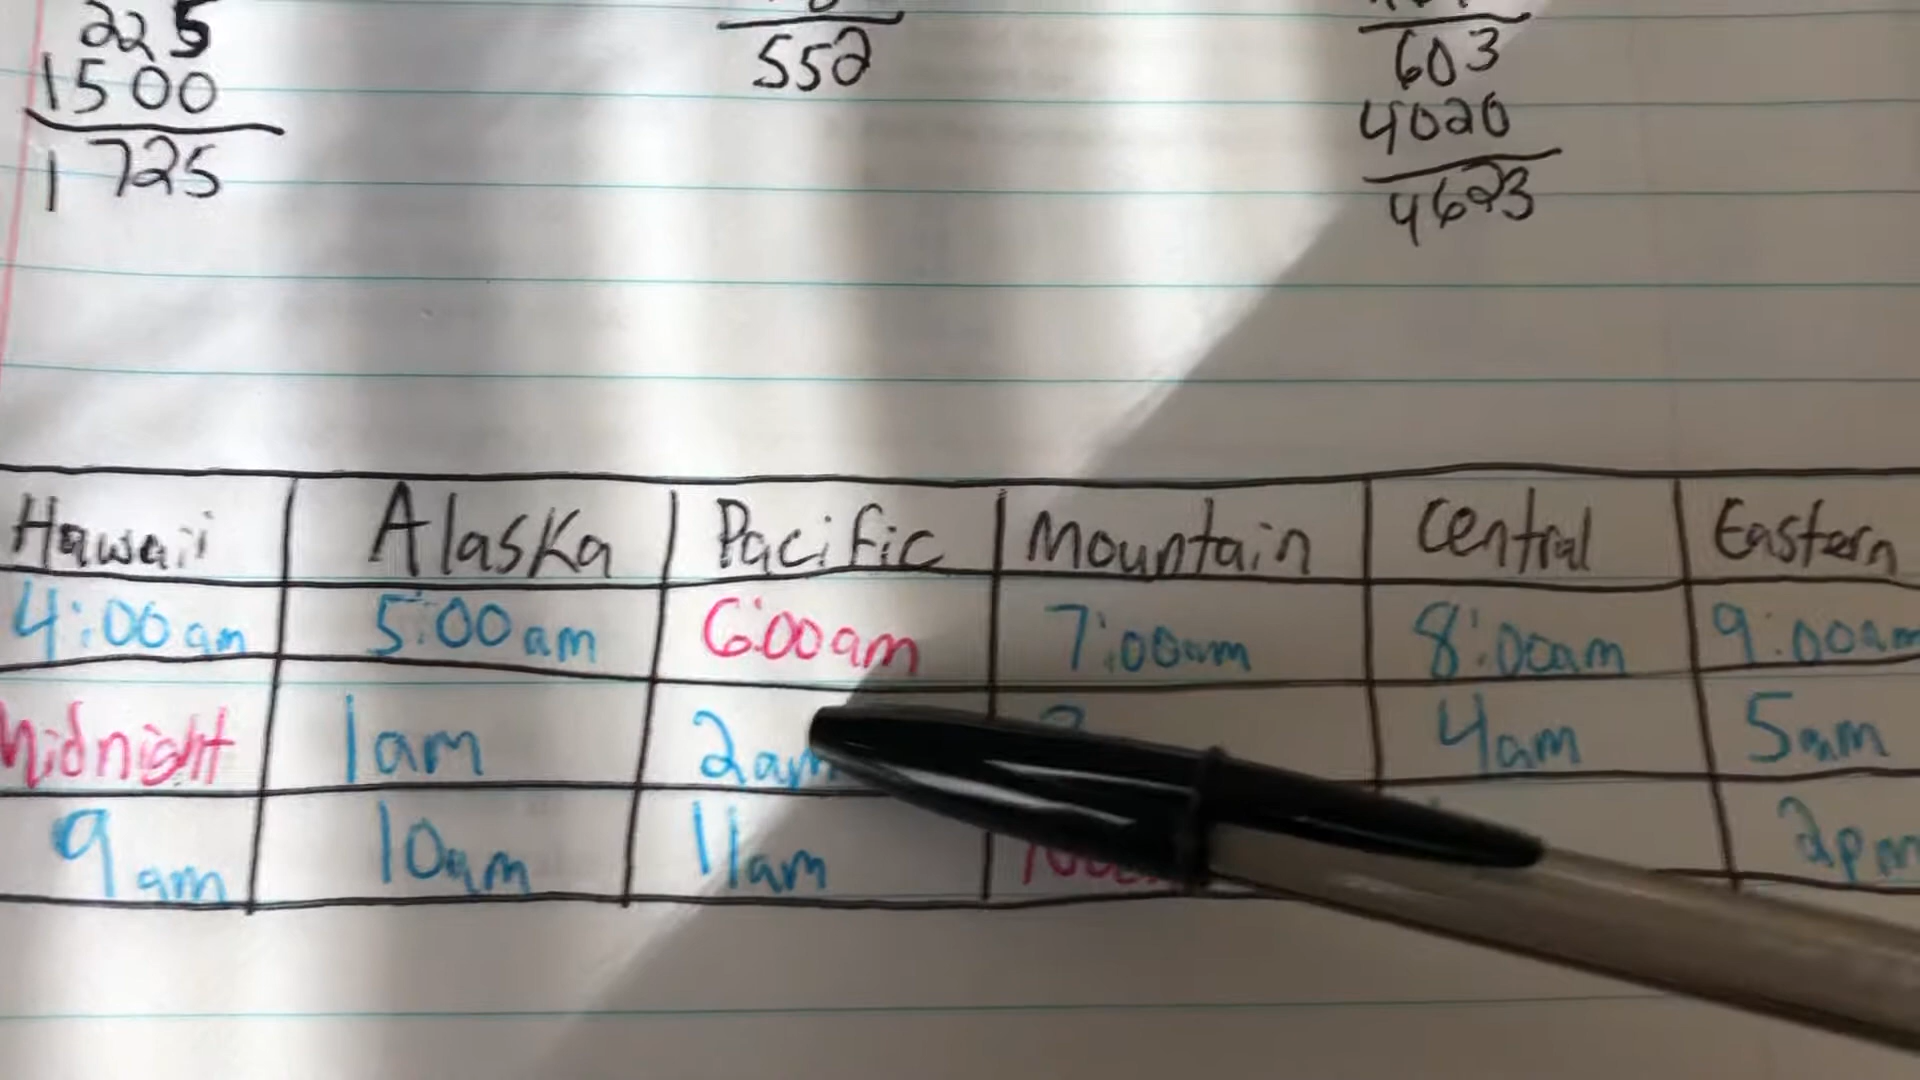 225
1500
1725
552
603
4020
4623
Hawaii Alaska Pacific Mountain Central Eastern
4:00am 5:00am 6:00am 7:00am 8:00am 9:00am
Midnight 1am 2am 4am 5am
9am 10am 11am 2pm